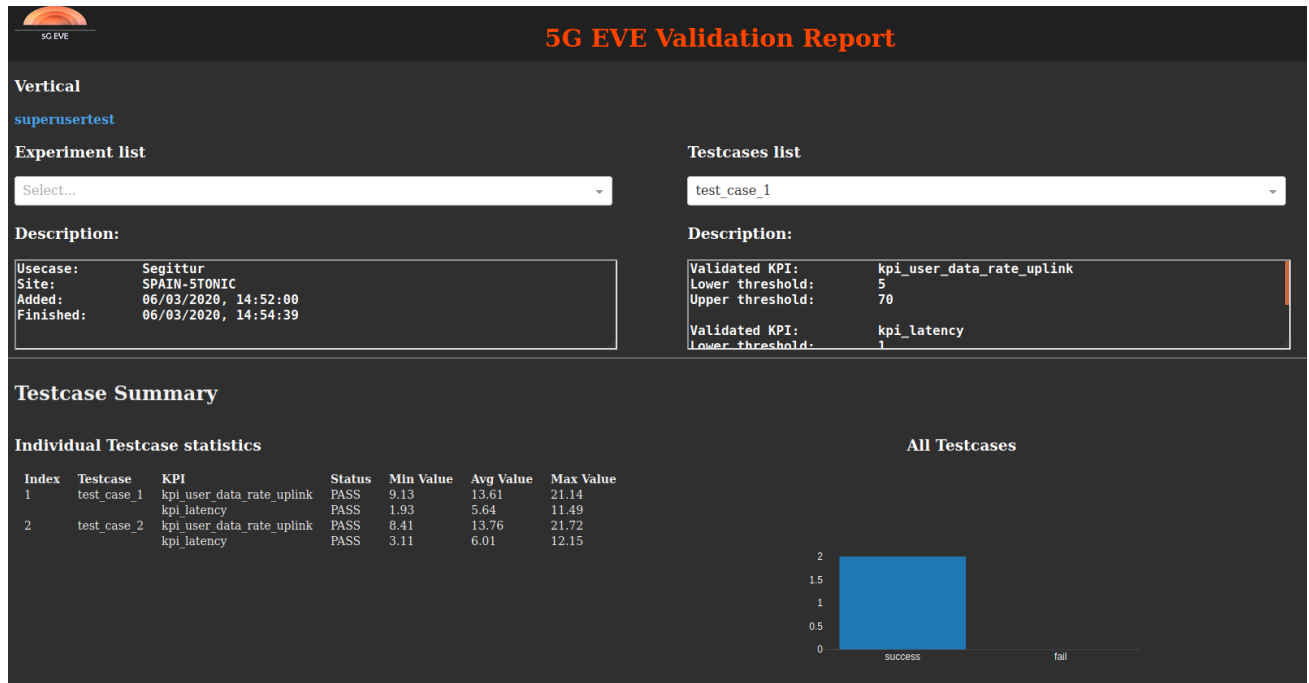 5G EVE
5G EVE Validation Report
Vertical
superusertest
Experiment list
Select...
Description:
Usecase: Segittur
Site: SPAIN-5TONIC
Added: 06/03/2020, 14:52:00
Finished: 06/03/2020, 14:54:39
Testcases list
test_case_1
Description:
Validated KPI: kpi_user_data_rate_uplink
Lower threshold: 5
Upper threshold: 70
Validated KPI: kpi_latency
Lower threshold: 1
Testcase Summary
Individual Testcase statistics
Index Testcase KPI Status Min Value Avg Value Max Value
1 test_case_1 kpi_user_data_rate_uplink PASS 9.13 13.61 21.14
kpi_latency PASS 1.93 5.64 11.49
2 test_case_2 kpi_user_data_rate_uplink PASS 8.41 13.76 21.72
kpi_latency PASS 3.11 6.01 12.15
All Testcases
2
1.5
1
0.5
0
success fail